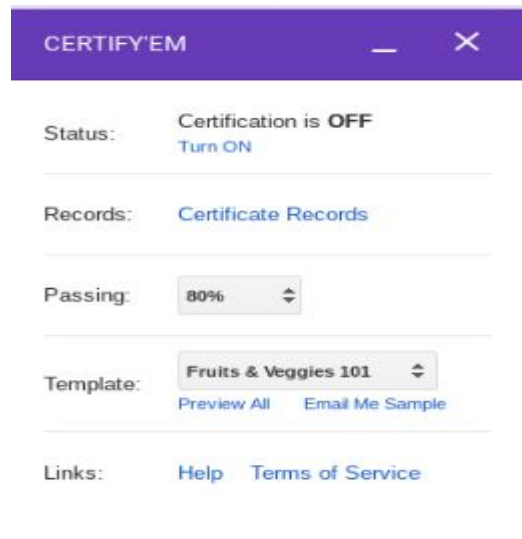 CERTIFY'EM
Status: Certification is OFF
Turn ON
Records: Certificate Records
Passing: 80%
Template: Fruits & Veggies 101
Preview All Email Me Sample
Links: Help Terms of Service